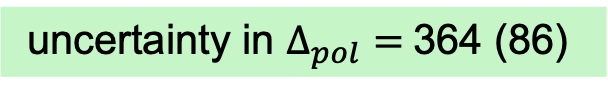 uncertainty in Δ_pol = 364 (86)